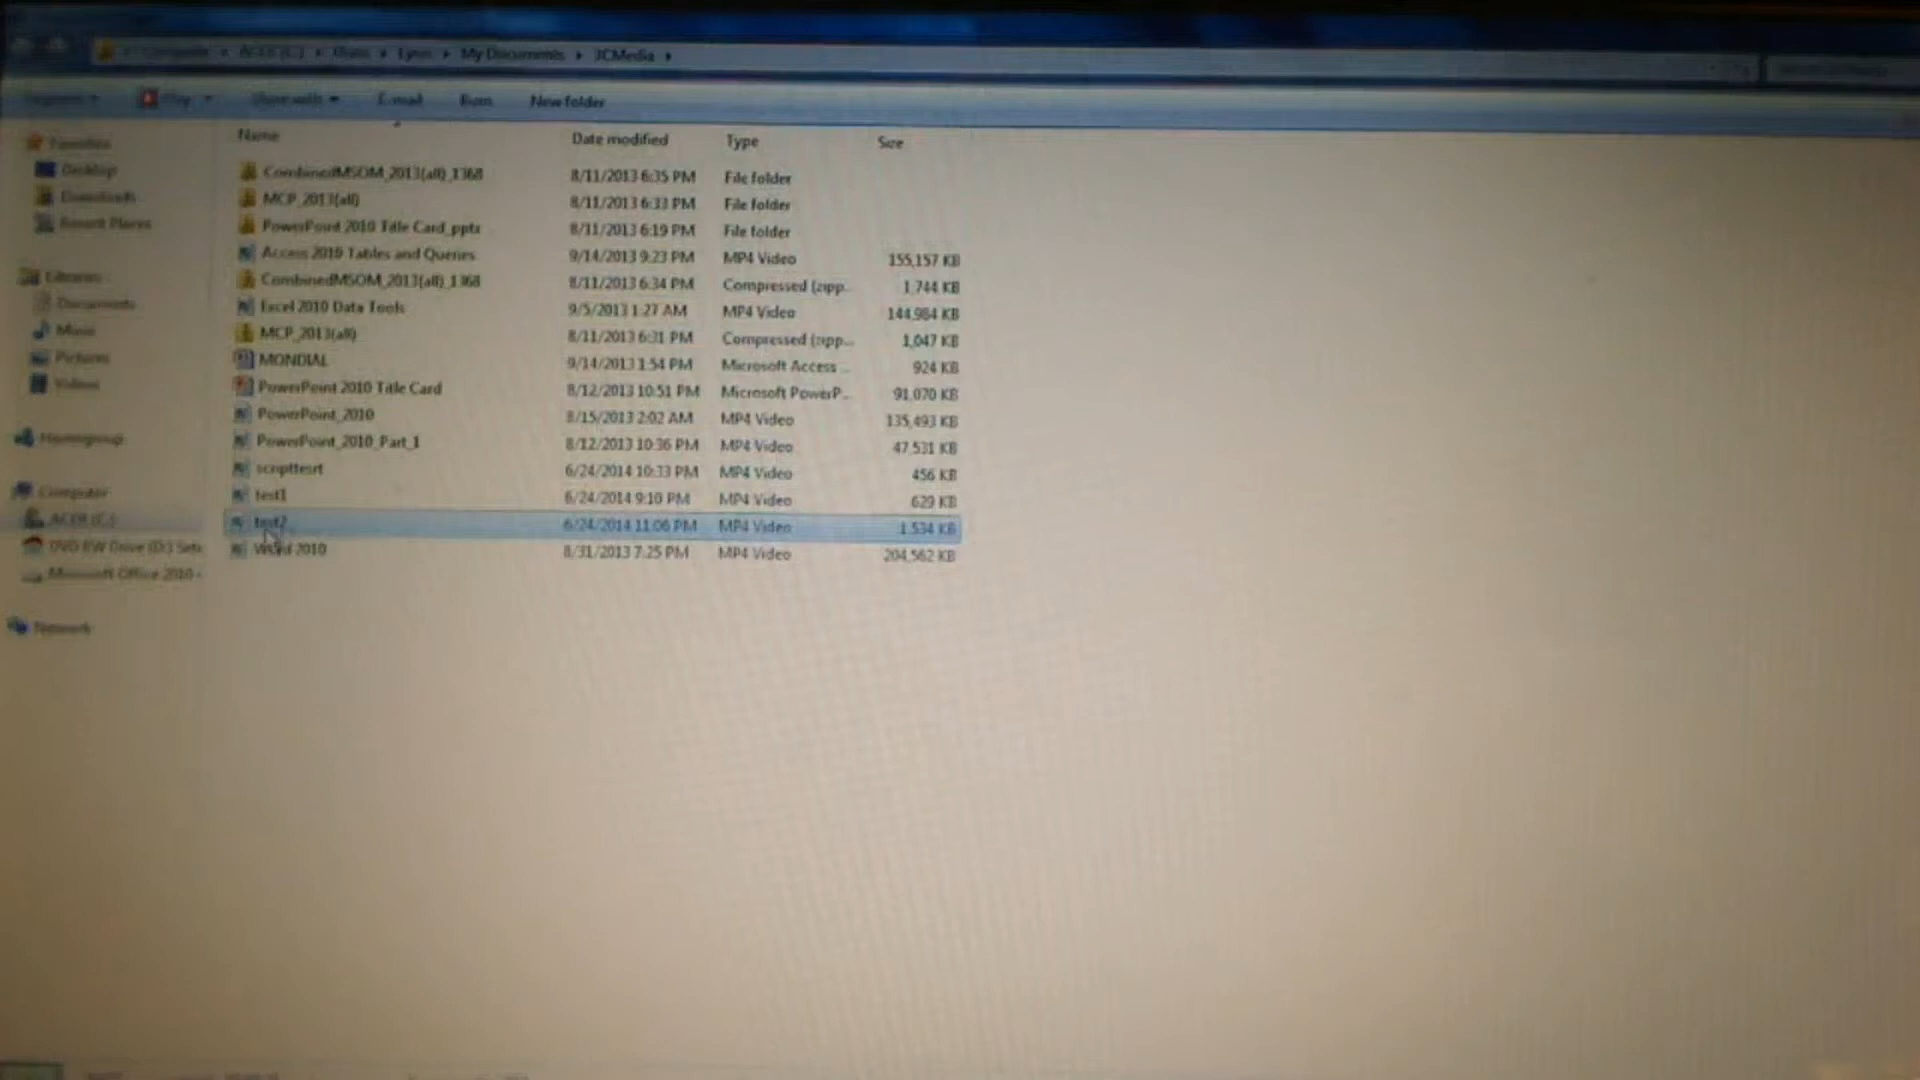 Computer ▸ ACER (C:) ▸ Users ▸ Lynn ▸ My Documents ▸ JCMedia ▸
Play Share with E-mail Burn New folder
Name Date modified Type Size
Favorites
Desktop
Downloads
Recent Places
Libraries
Documents
Music
Pictures
Videos
Homegroup
Computer
ACER (C:)
DVD RW Drive (D:)
Microsoft Office 2010
Network
CombinedMSOM_2013(all)_1368 8/11/2013 6:35 PM File folder
MCP_2013(all) 8/11/2013 6:33 PM File folder
PowerPoint 2010 Title Card_pptx 8/11/2013 6:19 PM File folder
Access 2010 Tables and Queries 9/14/2013 9:23 PM MP4 Video 155,157 KB
CombinedMSOM_2013(all)_1368 8/11/2013 6:34 PM Compressed (zipp... 1,744 KB
Excel 2010 Data Tools 9/5/2013 1:27 AM MP4 Video 144,984 KB
MCP_2013(all) 8/11/2013 6:31 PM Compressed (zipp... 1,047 KB
MONDIAL 9/14/2013 1:54 PM Microsoft Access ... 924 KB
PowerPoint 2010 Title Card 8/12/2013 10:51 PM Microsoft PowerP... 91,070 KB
PowerPoint_2010 8/15/2013 2:02 AM MP4 Video 135,493 KB
PowerPoint_2010_Part_1 8/12/2013 10:36 PM MP4 Video 47,531 KB
scripttesrt 6/24/2014 10:33 PM MP4 Video 456 KB
test1 6/24/2014 9:10 PM MP4 Video 629 KB
test2 6/24/2014 11:06 PM MP4 Video 1,534 KB
Word 2010 8/31/2013 7:25 PM MP4 Video 204,562 KB